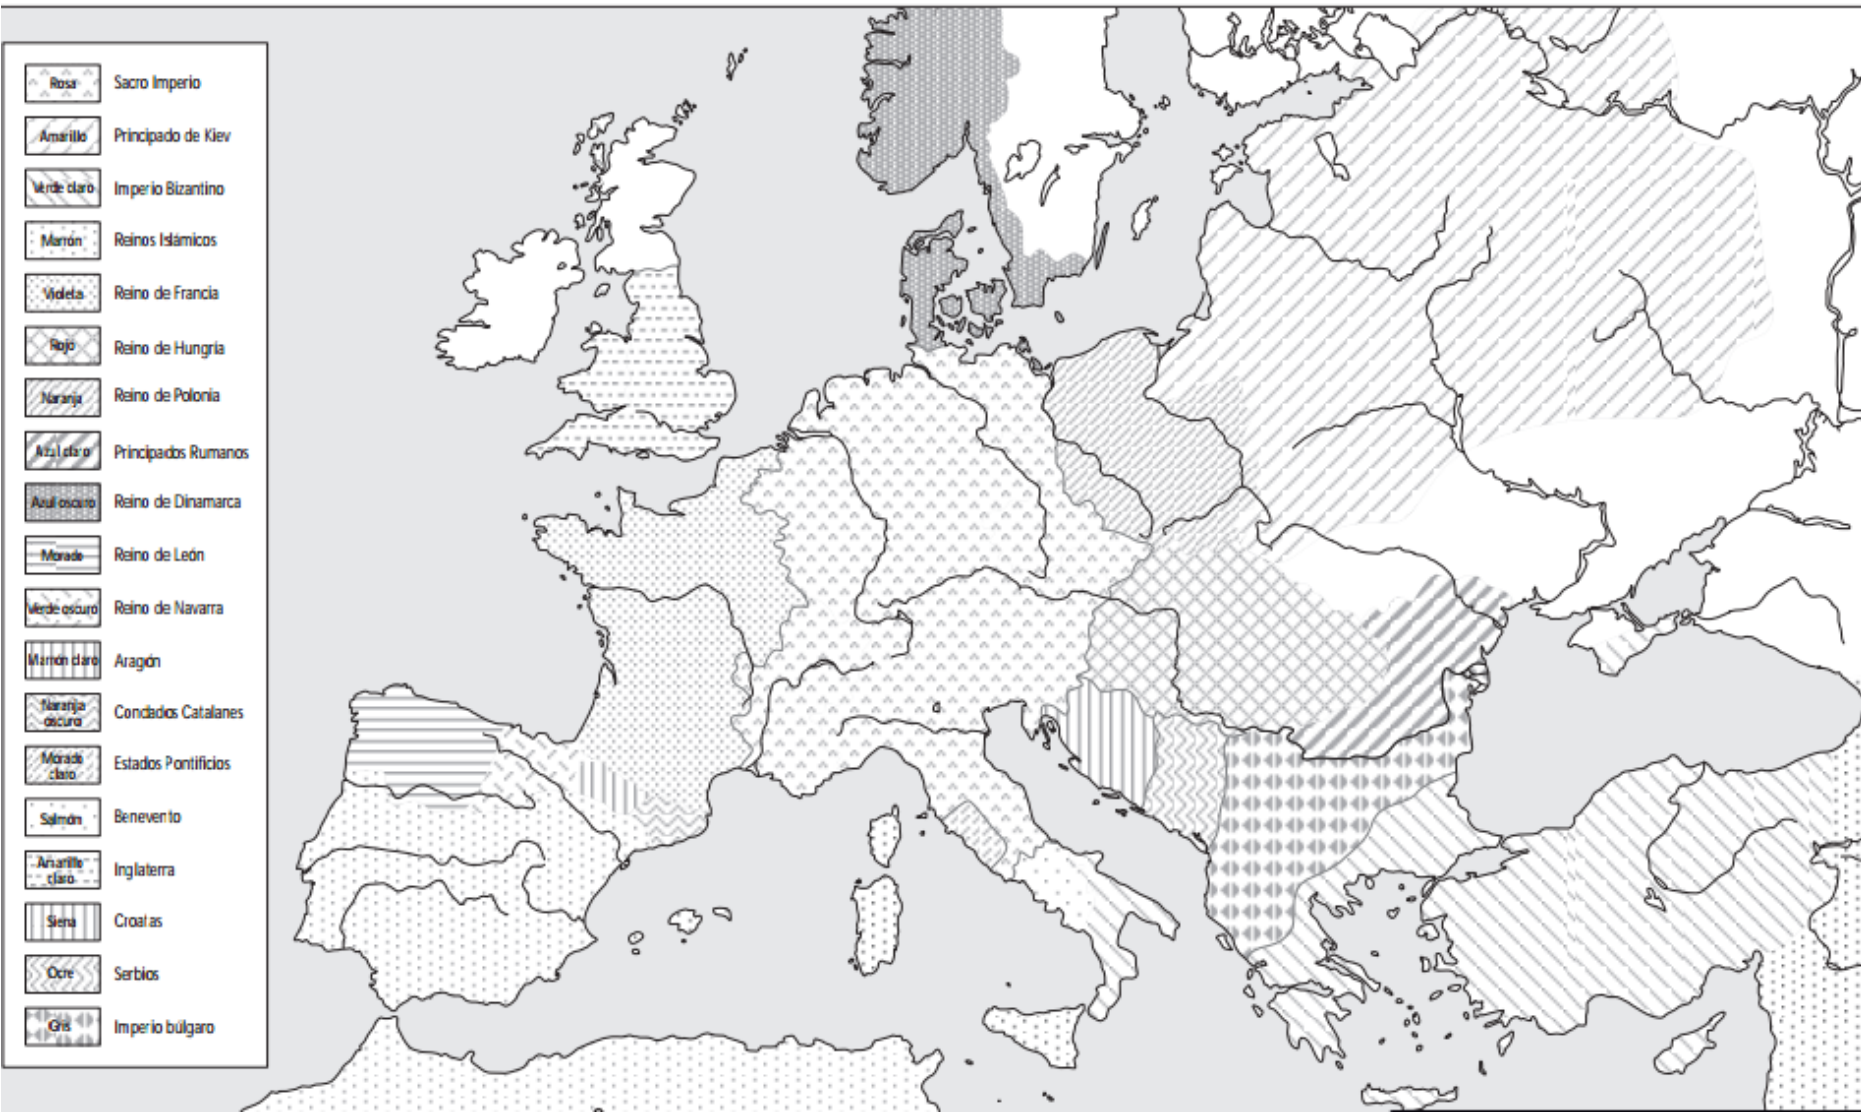 Rosa Sacro Imperio
Amarillo Principado de Kiev
Verde claro Imperio Bizantino
Marrón Reinos Islámicos
Violeta Reino de Francia
Rojo Reino de Hungría
Naranja Reino de Polonia
Azul claro Principados Rumanos
Azul oscuro Reino de Dinamarca
Morado Reino de León
Verde oscuro Reino de Navarra
Marrón claro Aragón
Naranja
oscuro Condados Catalanes
Morado
claro Estados Pontificios
Salmón Benevento
Amarillo
claro Inglaterra
Siena Croatas
Ocre Serbios
Gris Imperio búlgaro